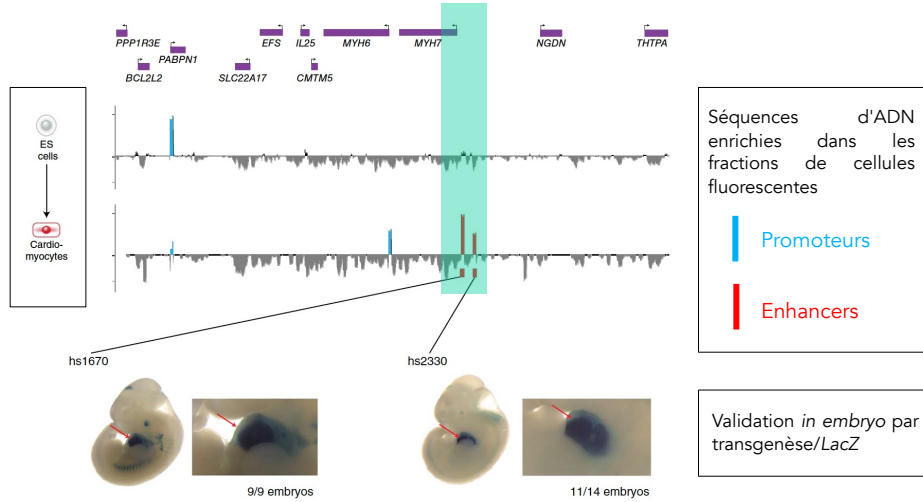 PPP1R3E
EFS
IL25
MYH6
MYH7
NGDN
THTPA
PABPN1
BCL2L2
SLC22A17
CMTM5
ES
cells
Cardio-
myocytes
Séquences d'ADN
enrichies dans les
fractions de cellules
fluorescentes
Promoteurs
Enhancers
hs1670
hs2330
9/9 embryos
11/14 embryos
Validation in embryo par
transgenèse/LacZ